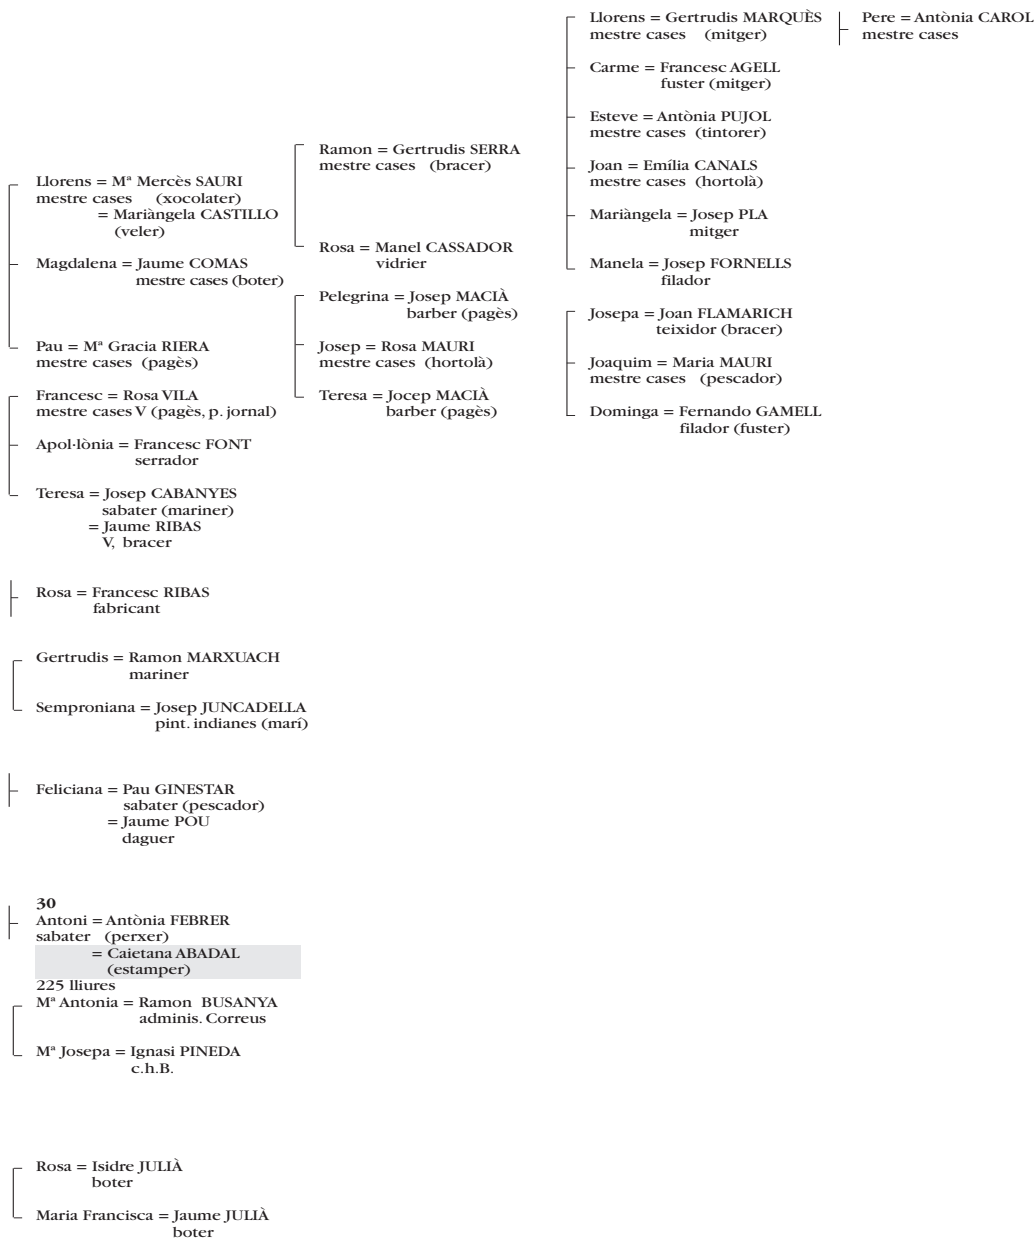 Llorens = Mª Mercès SAURI
mestre cases (xocolater)
= Mariàngela CASTILLO
(veler)
Magdalena = Jaume COMAS
mestre cases (boter)
Pau = Mª Gracia RIERA
mestre cases (pagès)
Francesc = Rosa VILA
mestre cases V (pagès, p. jornal)
Apol·lònia = Francesc FONT
serrador
Teresa = Josep CABANYES
sabater (mariner)
= Jaume RIBAS
V, bracer
Rosa = Francesc RIBAS
fabricant
Gertrudis = Ramon MARXUACH
mariner
Semproniana = Josep JUNCADELLA
pint. indianes (marí)
Feliciana = Pau GINESTAR
sabater (pescador)
= Jaume POU
daguer
30
Antoni = Antònia FEBRER
sabater (perxer)
= Caietana ABADAL
(estamper)
225 lliures
Mª Antonia = Ramon BUSANYA
adminis. Correus
Mª Josepa = Ignasi PINEDA
c.h.B.
Rosa = Isidre JULIÀ
boter
Maria Francisca = Jaume JULIÀ
boter
Ramon = Gertrudis SERRA
mestre cases (bracer)
Rosa = Manel CASSADOR
vidrier
Pelegrina = Josep MACIÀ
barber (pagès)
Josep = Rosa MAURI
mestre cases (hortolà)
Teresa = Jocep MACIÀ
barber (pagès)
Llorens = Gertrudis MARQUÈS
mestre cases (mitger)
Carme = Francesc AGELL
fuster (mitger)
Esteve = Antònia PUJOL
mestre cases (tintorer)
Joan = Emília CANALS
mestre cases (hortolà)
Mariàngela = Josep PLA
mitger
Manela = Josep FORNELLS
filador
Josepa = Joan FLAMARICH
teixidor (bracer)
Joaquim = Maria MAURI
mestre cases (pescador)
Dominga = Fernando GAMELL
filador (fuster)
Pere = Antònia CAROL
mestre cases